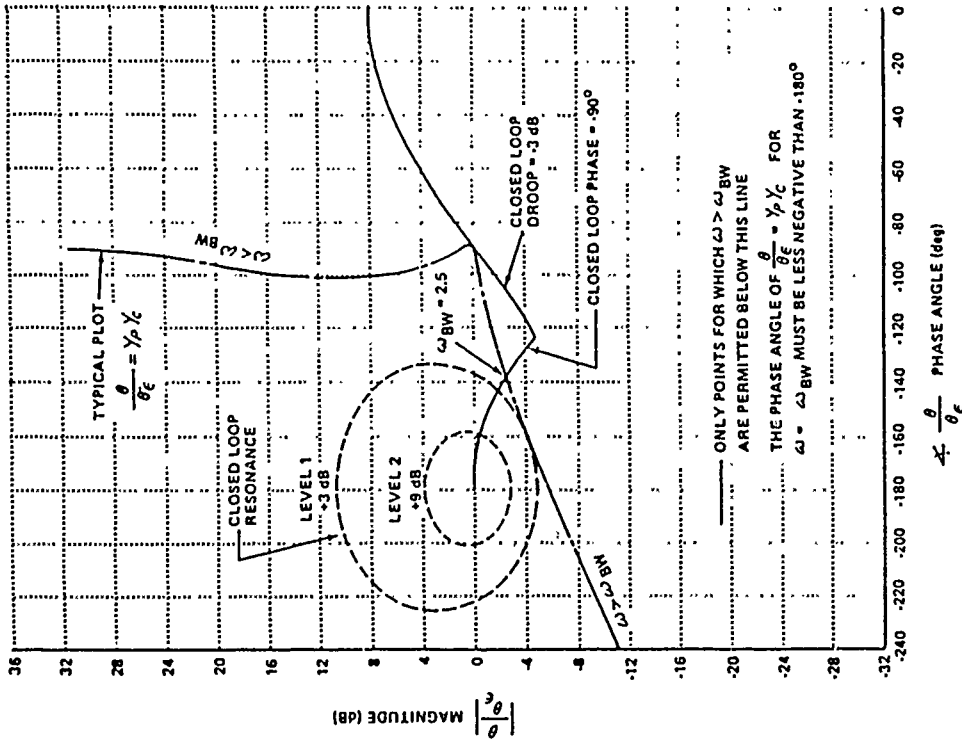 36
32
28
24
20
16
12
8
4
0
-4
-8
-12
-16
-20
-24
-28
-32
|θ/θε| MAGNITUDE (dB)
-240
-220
-200
-180
-160
-140
-120
-100
-80
-60
-40
-20
0
∡ θ/θε PHASE ANGLE (deg)
TYPICAL PLOT
θ/θε = YpYc
ω < ωBW
CLOSED LOOP
RESONANCE
LEVEL 1
+3 dB
LEVEL 2
+9 dB
ωBW = 2.5
CLOSED LOOP
DROOP = -3 dB
CLOSED LOOP PHASE = -90°
ω > ωBW
ONLY POINTS FOR WHICH ω > ωBW
ARE PERMITTED BELOW THIS LINE
THE PHASE ANGLE OF θ/θε = YpYc FOR
ω = ωBW MUST BE LESS NEGATIVE THAN -180°